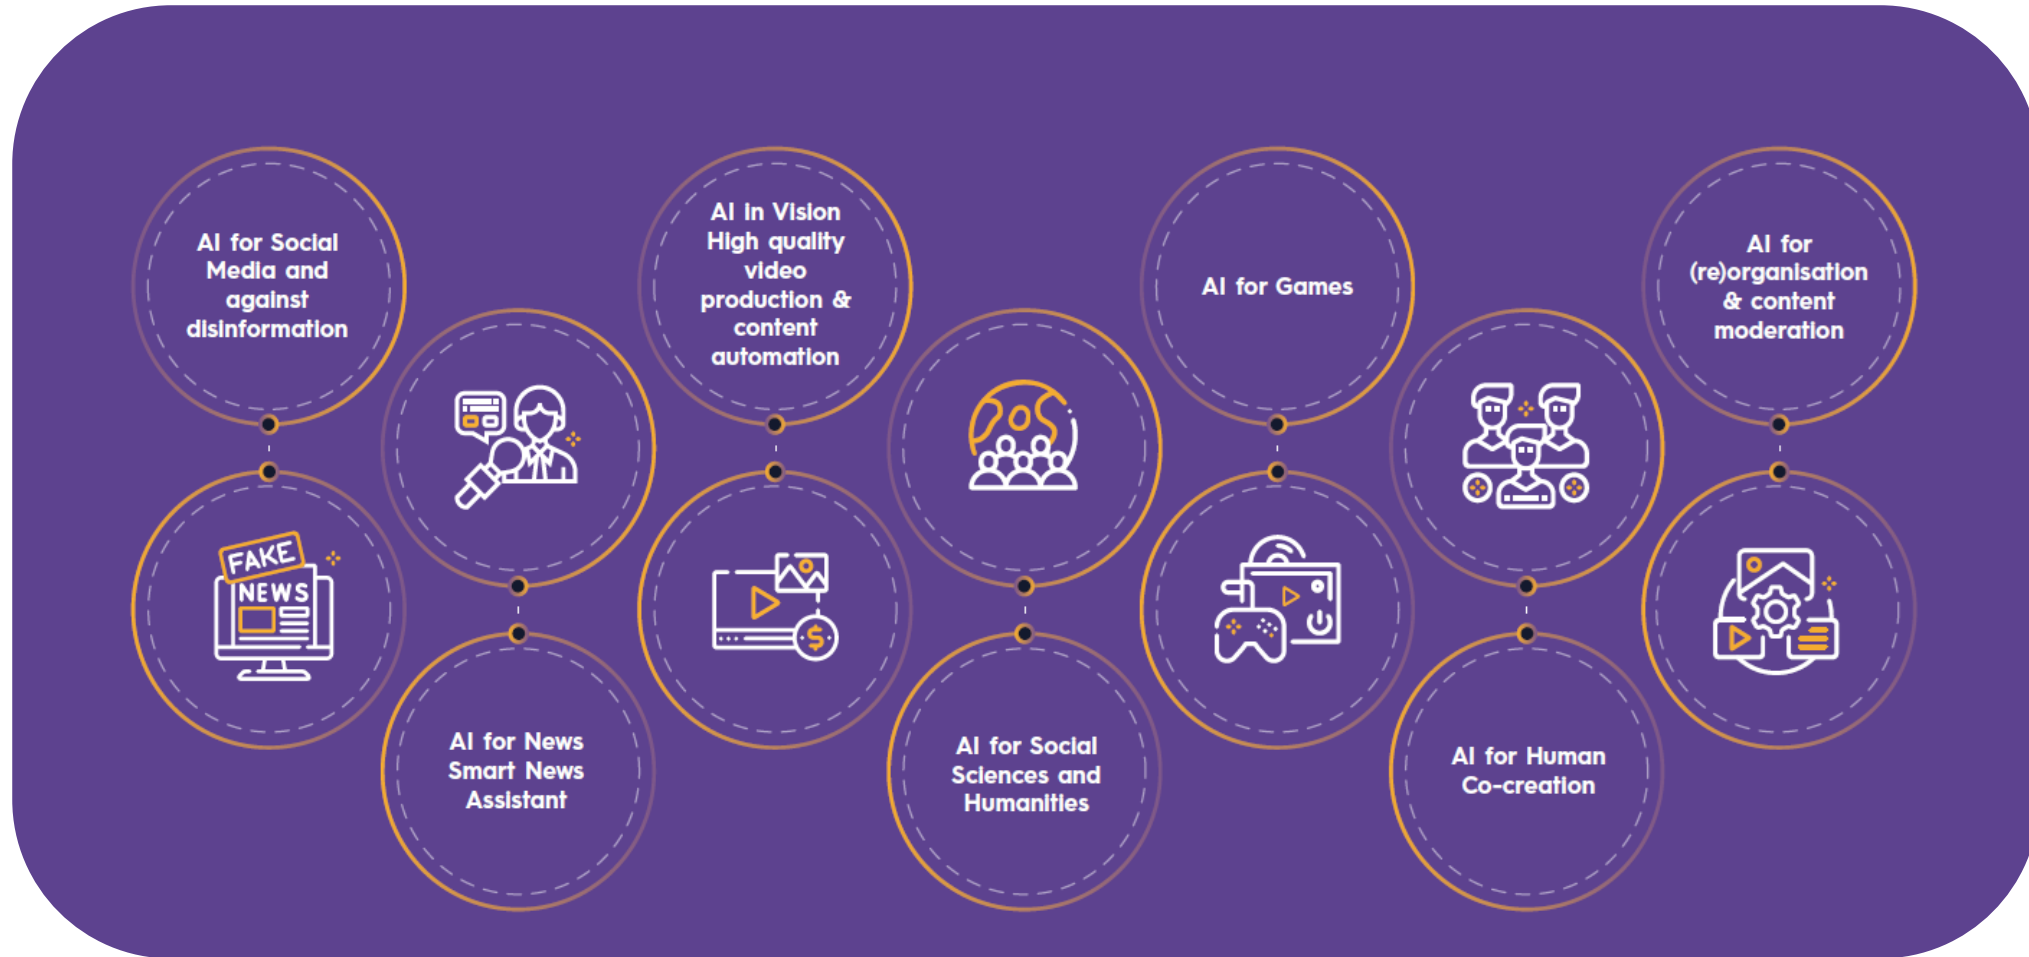 AI for Social
Media and
against
disinformation
FAKE
NEWS
AI for News
Smart News
Assistant
AI in Vision
High quality
video
production &
content
automation
$
AI for Social
Sciences and
Humanities
AI for Games
AI for Human
Co-creation
AI for
(re)organisation
& content
moderation